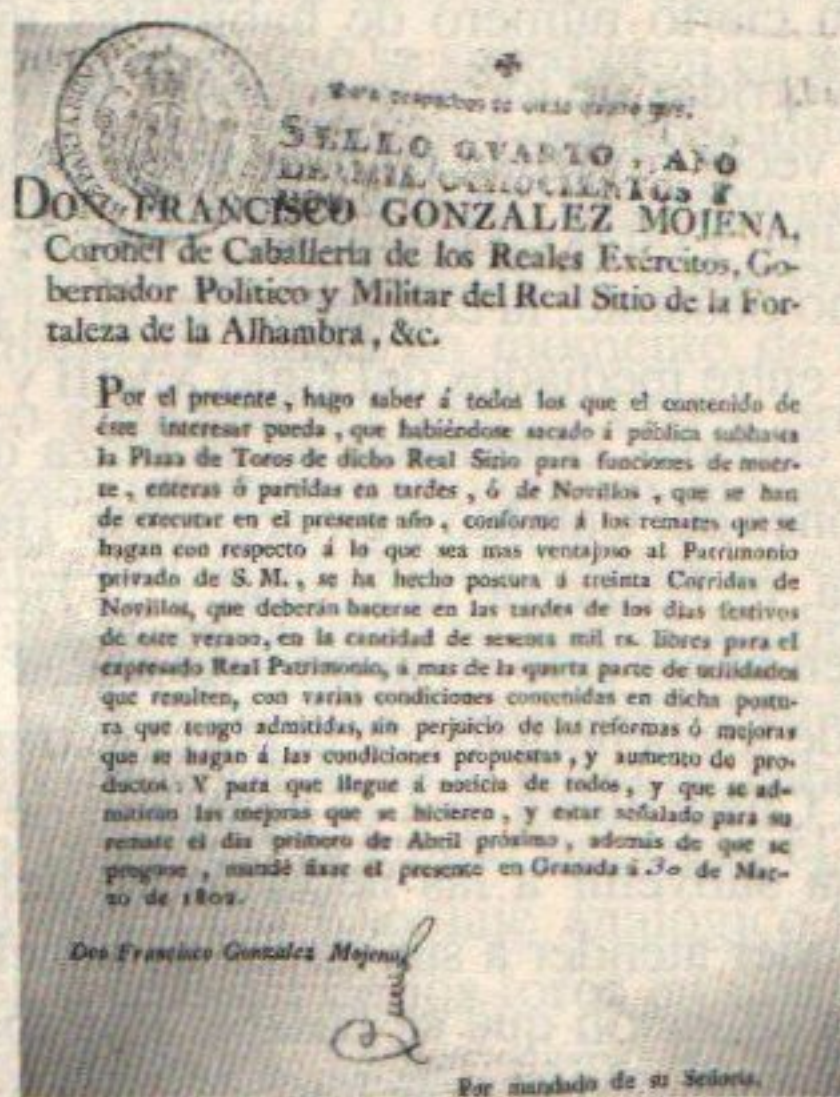 SELLO QVARTO, AÑO
DE MIL OCHOCIENTOS Y
DON FRANCISCO GONZALEZ MOJENA,
Coronel de Caballeria de los Reales Exércitos, Go-
bernador Político y Militar del Real Sitio de la For-
taleza de la Alhambra, &c.
Por el presente, hago saber á todos los que el contenido de
éste interesar pueda, que habiéndose sacado á pública subhasta
la Plaza de Toros de dicho Real Sitio para funciones de muer-
te, enteras ó partidas en tardes, ó de Novillos, que se han
de executar en el presente año, conforme á los remates que se
hagan con respecto á lo que sea mas ventajoso al Patrimonio
privado de S. M., se ha hecho postura á treinta Corridas de
Novillos, que deberán hacerse en las tardes de los dias festivos
de este verano, en la cantidad de sesenta mil rs. libres para el
expresado Real Patrimonio, á mas de la quarta parte de utilidades
que resulten, con varias condiciones contenidas en dicha postu-
ra que tengo admitidas, sin perjuicio de las reformas ó mejoras
que se hagan á las condiciones propuestas, y aumento de pro-
ductos: Y para que llegue á noticia de todos, y que se ad-
mitirán las mejoras que se hicieren, y estar señalado para su
remate el dia primero de Abril próximo, además de que se
pregone, mandé fixar el presente en Granada á 30 de Mar-
zo de 1802.
Don Francisco Gonzalez Mojena
Por mandado de su Señoria.